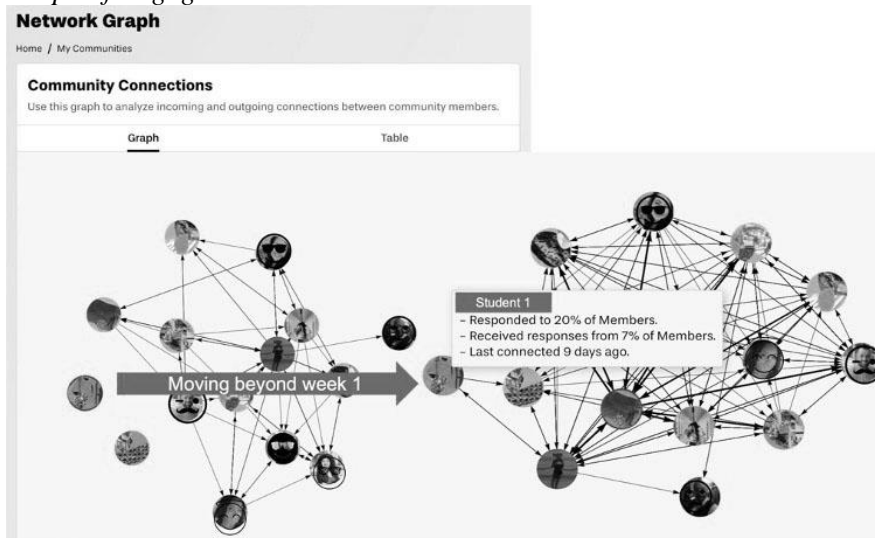 Network Graph
Home / My Communities
Community Connections
Use this graph to analyze incoming and outgoing connections between community members.
Graph Table
Student 1
- Responded to 20% of Members.
- Received responses from 7% of Members.
- Last connected 9 days ago.
Moving beyond week 1